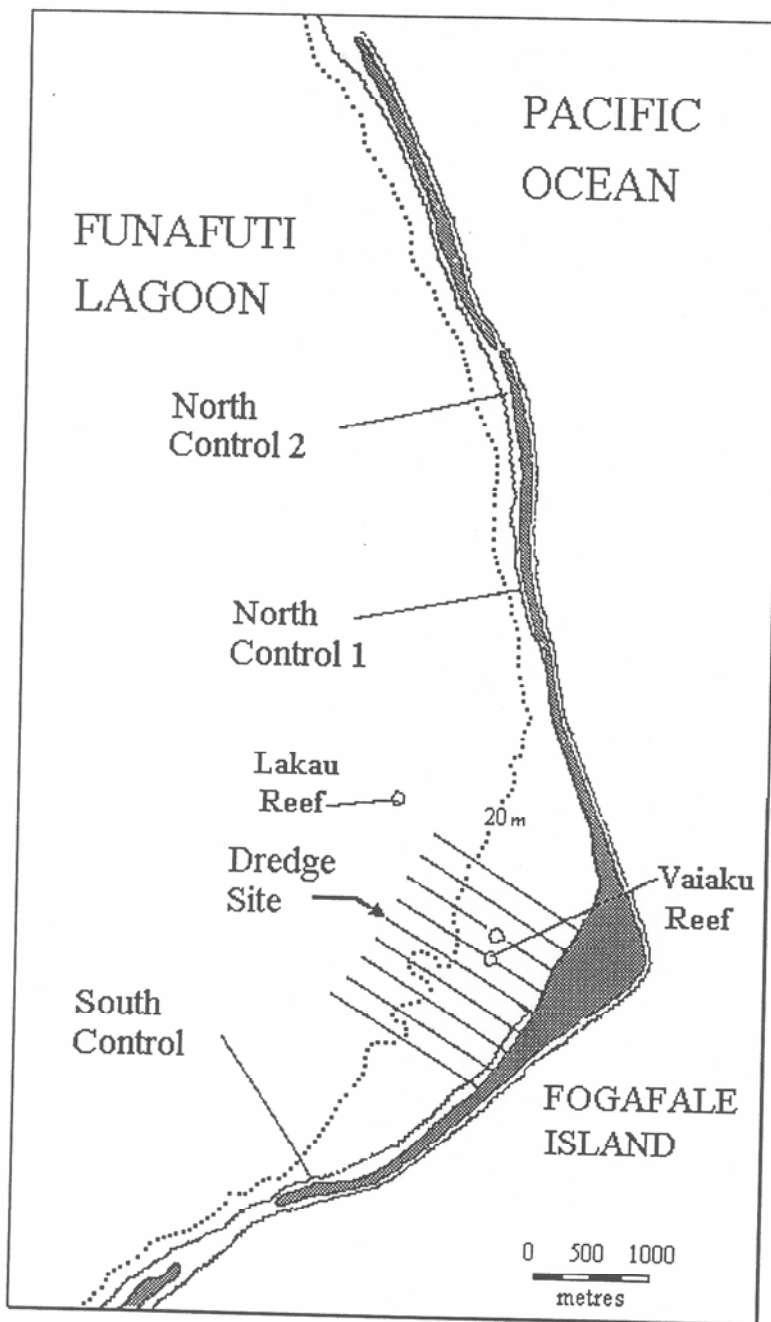 PACIFIC
OCEAN
FUNAFUTI
LAGOON
North
Control 2
North
Control 1
Lakau
Reef
20 m
Dredge
Site
Vaiaku
Reef
South
Control
FOGAFALE
ISLAND
0 500 1000
metres